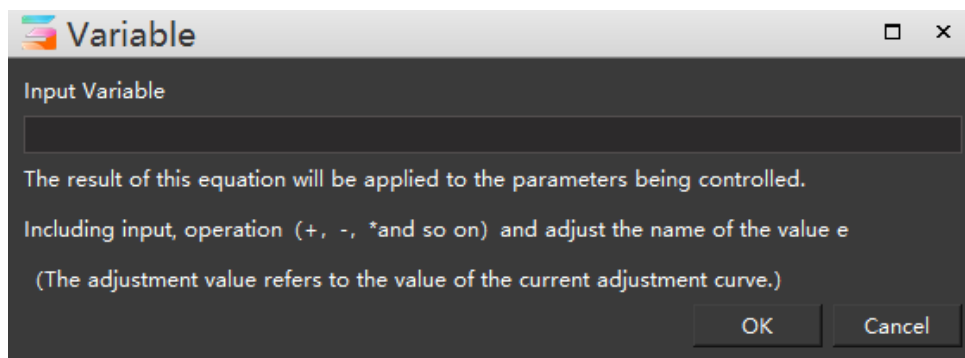 Variable
Input Variable
The result of this equation will be applied to the parameters being controlled.
Including input, operation (+, -, *and so on) and adjust the name of the value e
(The adjustment value refers to the value of the current adjustment curve.)
OK Cancel